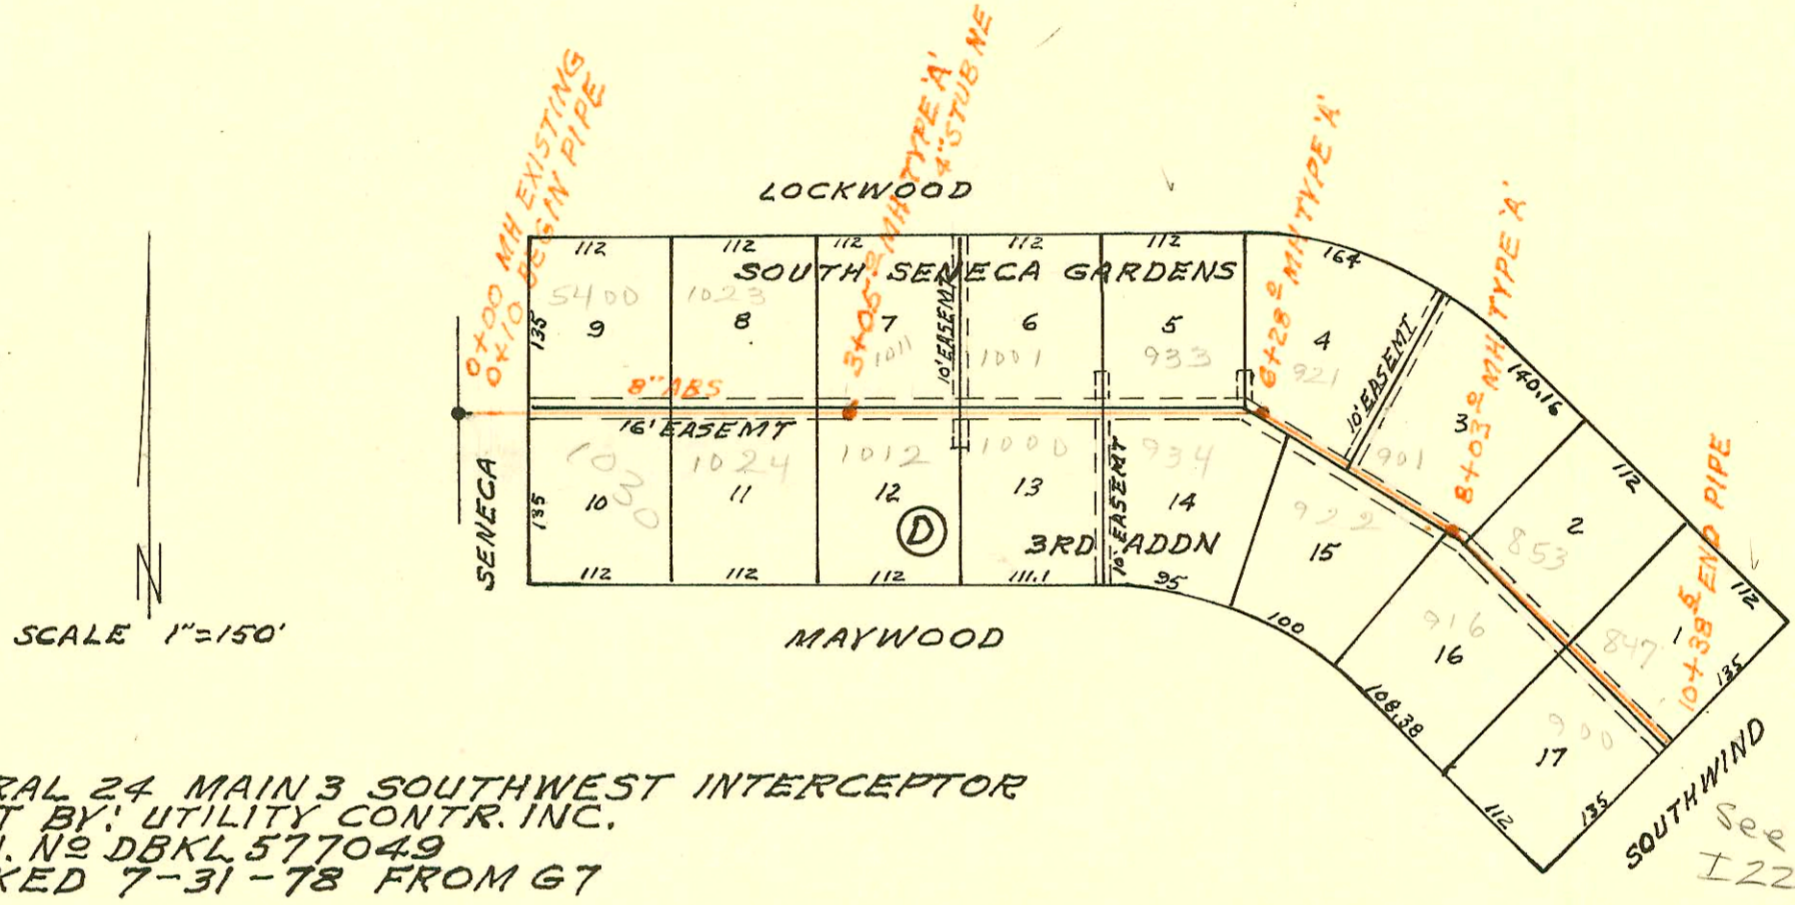 0+00 MH EXISTING
0+10 BEGIN PIPE
3+05º MH TYPE 'A'
4" STUB NE
6+28º MH TYPE 'A'
8+03º MH TYPE 'A'
10+38⁵ END PIPE
LOCKWOOD
112
112
112
112
112
164
SOUTH SENECA GARDENS
5400
1023
135
9
8
7
6
5
4
1011
1001
933
921
10' EASEMT
10' EASEMT
140.16
3
901
8" ABS
16' EASEMT
1030
1024
1012
1000
934
922
853
112
2
135
10
11
12
13
14
15
10' EASEMT
D
3RD ADDN
SENECA
112
112
112
111.1
95
100
916
16
847
1
112
135
N
SCALE 1"=150'
MAYWOOD
108.38
900
17
112
135
SOUTHWIND
See
I22
RAL 24 MAIN 3 SOUTHWEST INTERCEPTOR
T BY: UTILITY CONTR. INC.
. Nº DBKL 577049
KED 7-31-78 FROM G7